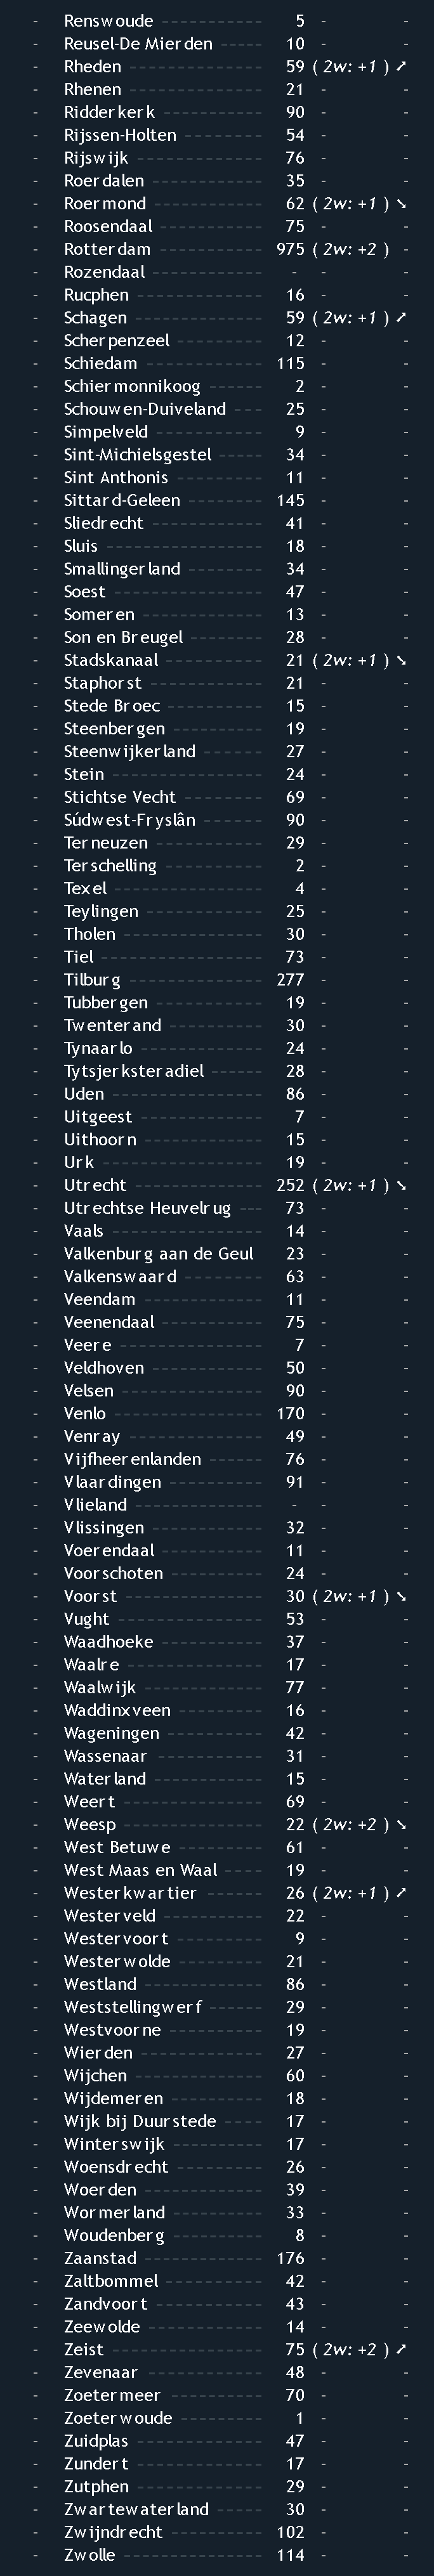 - Renswoude ----------- 5 - -
- Reusel-De Mierden ----- 10 - -
- Rheden -------------- 59 ( 2w: +1 ) ➚
- Rhenen -------------- 21 - -
- Ridderkerk ----------- 90 - -
- Rijssen-Holten --------- 54 - -
- Rijswijk -------------- 76 - -
- Roerdalen ------------ 35 - -
- Roermond ------------ 62 ( 2w: +1 ) ➘
- Roosendaal ----------- 75 - -
- Rotterdam ------------ 975 ( 2w: +2 ) -
- Rozendaal ------------ - - -
- Rucphen ------------- 16 - -
- Schagen -------------- 59 ( 2w: +1 ) ➚
- Scherpenzeel --------- 12 - -
- Schiedam ------------- 115 - -
- Schiermonnikoog ------ 2 - -
- Schouwen-Duiveland --- 25 - -
- Simpelveld ----------- 9 - -
- Sint-Michielsgestel ----- 34 - -
- Sint Anthonis ---------- 11 - -
- Sittard-Geleen --------- 145 - -
- Sliedrecht ------------ 41 - -
- Sluis ----------------- 18 - -
- Smallingerland -------- 34 - -
- Soest ---------------- 47 - -
- Someren ------------- 13 - -
- Son en Breugel -------- 28 - -
- Stadskanaal ----------- 21 ( 2w: +1 ) ➘
- Staphorst ------------ 21 - -
- Stede Broec ---------- 15 - -
- Steenbergen ---------- 19 - -
- Steenwijkerland ------ 27 - -
- Stein ---------------- 24 - -
- Stichtse Vecht --------- 69 - -
- Súdwest-Fryslân ------- 90 - -
- Terneuzen ------------ 29 - -
- Terschelling ----------- 2 - -
- Texel ---------------- 4 - -
- Teylingen ------------ 25 - -
- Tholen --------------- 30 - -
- Tiel ------------------ 73 - -
- Tilburg -------------- 277 - -
- Tubbergen ------------ 19 - -
- Twenterand ----------- 30 - -
- Tynaarlo ------------- 24 - -
- Tytsjerksteradiel ------ 28 - -
- Uden ---------------- 86 - -
- Uitgeest ------------- 7 - -
- Uithoorn ------------- 15 - -
- Urk ------------------ 19 - -
- Utrecht -------------- 252 ( 2w: +1 ) ➘
- Utrechtse Heuvelrug --- 73 - -
- Vaals ---------------- 14 - -
- Valkenburg aan de Geul 23 - -
- Valkenswaard --------- 63 - -
- Veendam ------------- 11 - -
- Veenendaal ----------- 75 - -
- Veere --------------- 7 - -
- Veldhoven ------------ 50 - -
- Velsen --------------- 90 - -
- Venlo ---------------- 170 - -
- Venray -------------- 49 - -
- Vijfheerenlanden ------ 76 - -
- Vlaardingen ---------- 91 - -
- Vlieland -------------- - - -
- Vlissingen ------------ 32 - -
- Voerendaal ----------- 11 - -
- Voorschoten ---------- 24 - -
- Voorst --------------- 30 ( 2w: +1 ) ➘
- Vught ---------------- 53 - -
- Waadhoeke ----------- 37 - -
- Waalre -------------- 17 - -
- Waalwijk ------------- 77 - -
- Waddinxveen --------- 16 - -
- Wageningen ---------- 42 - -
- Wassenaar ----------- 31 - -
- Waterland ------------ 15 - -
- Weert --------------- 69 - -
- Weesp --------------- 22 ( 2w: +2 ) ➘
- West Betuwe --------- 61 - -
- West Maas en Waal ---- 19 - -
- Westerkwartier ------- 26 ( 2w: +1 ) ➚
- Westerveld ----------- 22 - -
- Westervoort ---------- 9 - -
- Westerwolde --------- 21 - -
- Westland ------------- 86 - -
- Weststellingwerf ------ 29 - -
- Westvoorne ---------- 19 - -
- Wierden ------------- 27 - -
- Wijchen -------------- 60 - -
- Wijdemeren ---------- 18 - -
- Wijk bij Duurstede ---- 17 - -
- Winterswijk ---------- 17 - -
- Woensdrecht --------- 26 - -
- Woerden ------------- 39 - -
- Wormerland ---------- 33 - -
- Woudenberg ---------- 8 - -
- Zaanstad ------------- 176 - -
- Zaltbommel ----------- 42 - -
- Zandvoort ------------ 43 - -
- Zeewolde ------------ 14 - -
- Zeist ---------------- 75 ( 2w: +2 ) ➚
- Zevenaar ------------ 48 - -
- Zoetermeer ---------- 70 - -
- Zoeterwoude --------- 1 - -
- Zuidplas ------------- 47 - -
- Zundert -------------- 17 - -
- Zutphen -------------- 29 - -
- Zwartewaterland ----- 30 - -
- Zwijndrecht ---------- 102 - -
- Zwolle --------------- 114 - -